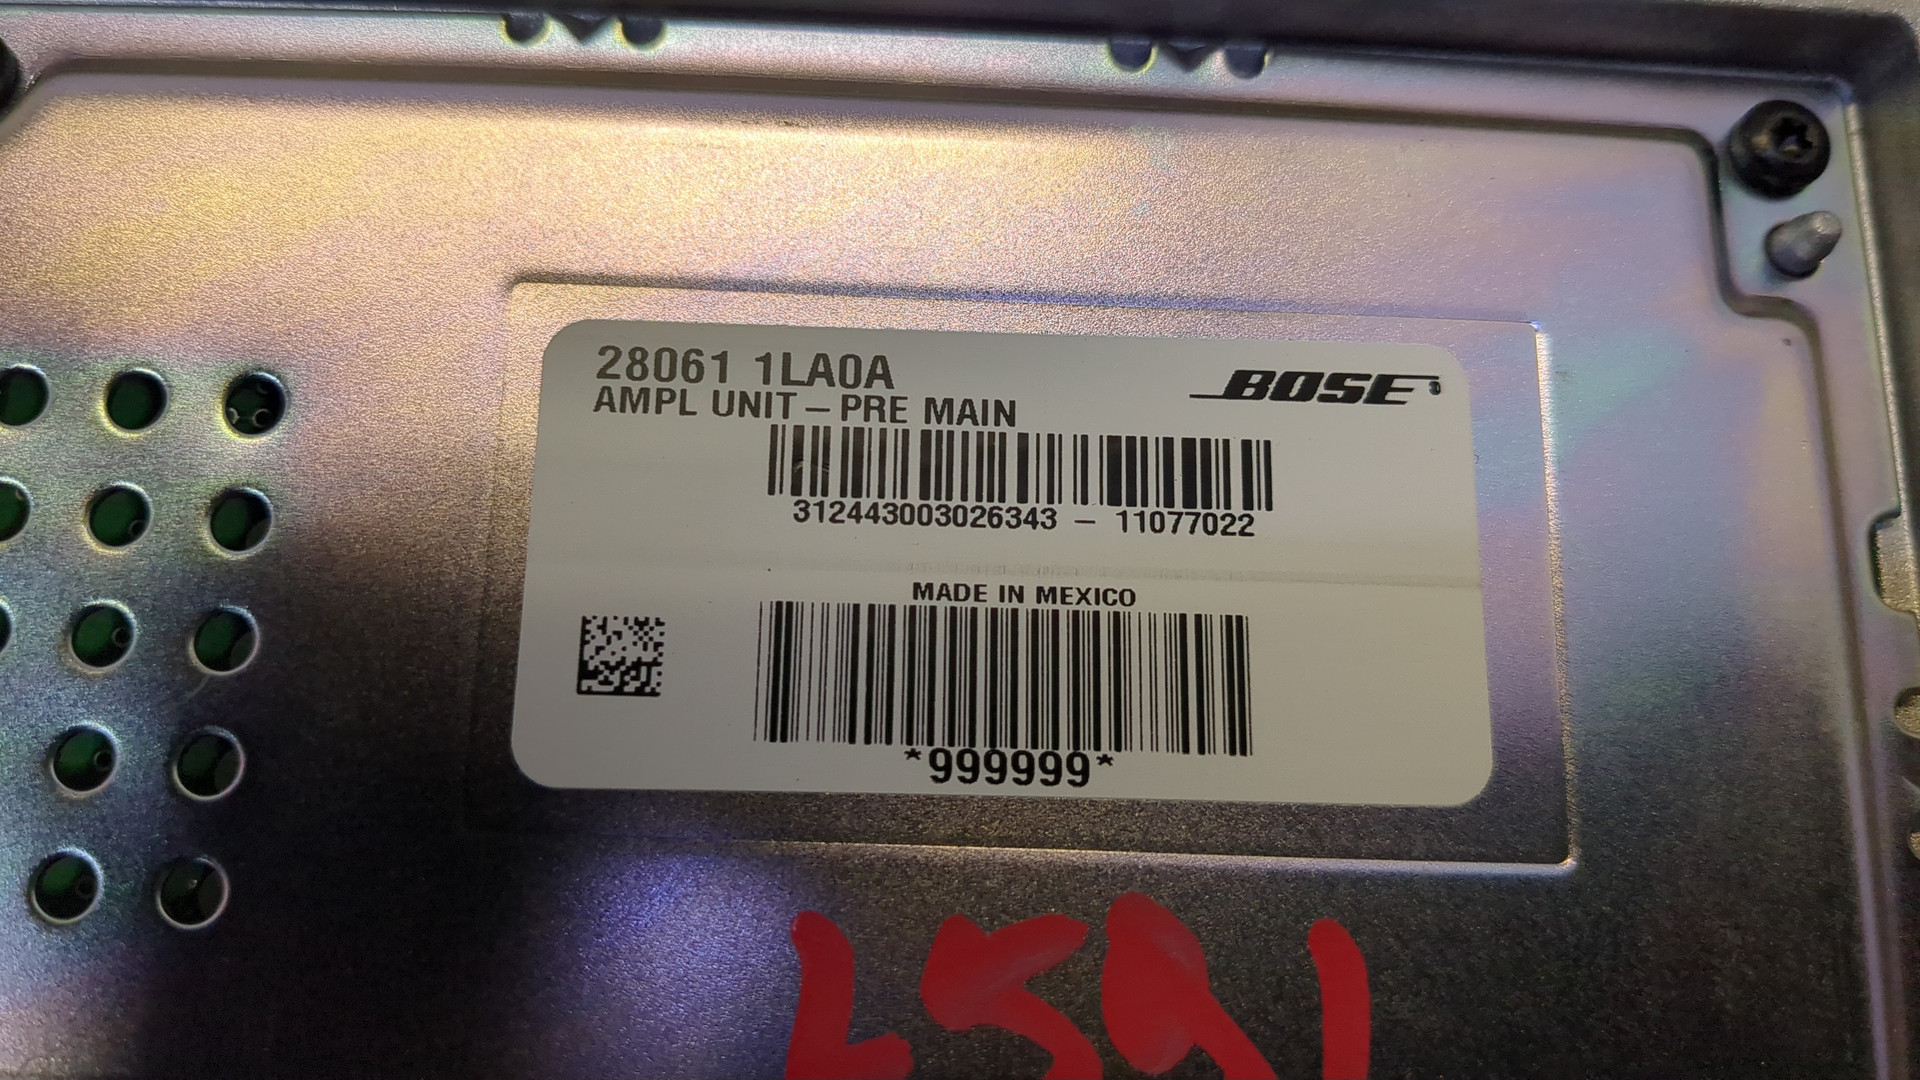 28061 1LA0A
AMPL UNIT – PRE MAIN
BOSE
312443003026343 – 11077022
MADE IN MEXICO
*999999*